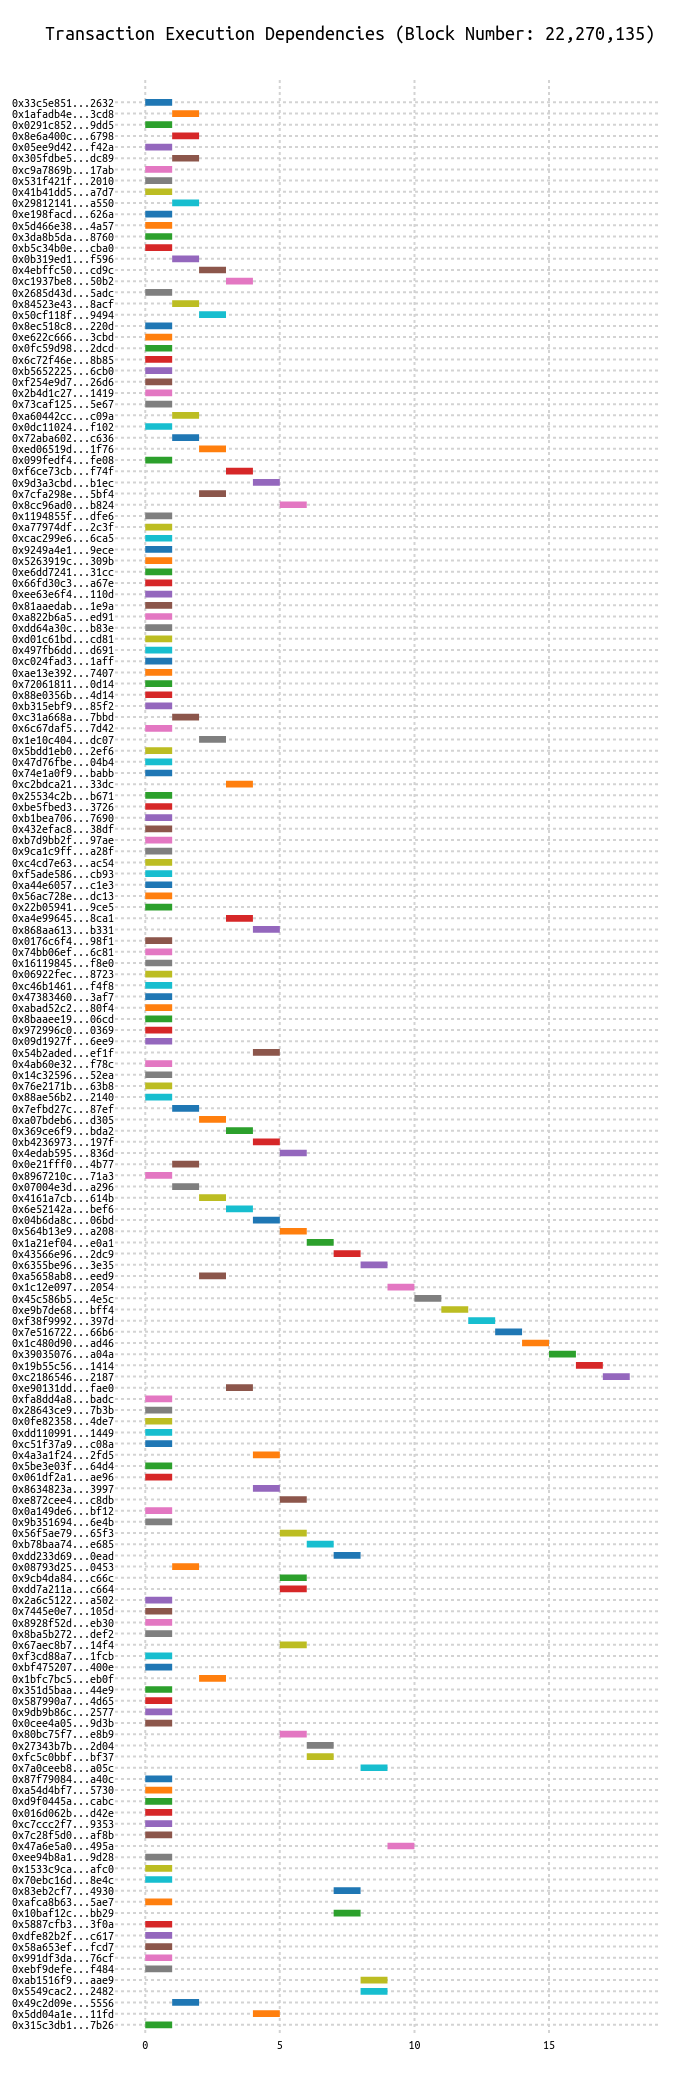 Transaction Execution Dependencies (Block Number: 22,270,135)
0x33c5e851...2632
0x1afadb4e...3cd8
0x0291c852...9dd5
0x8e6a400c...6798
0x05ee9d42...f42a
0x305fdbe5...dc89
0xc9a7869b...17ab
0x531f421f...2010
0x41b41dd5...a7d7
0x29812141...a550
0xe198facd...626a
0x5d466e38...4a57
0x3da8b5da...8760
0xb5c34b0e...cba0
0x0b319ed1...f596
0x4ebffc50...cd9c
0xc1937be8...50b2
0x2685d43d...5adc
0x84523e43...8acf
0x50cf118f...9494
0x8ec518c8...220d
0xe622c666...3cbd
0x0fc59d98...2dcd
0x6c72f46e...8b85
0xb5652225...6cb0
0xf254e9d7...26d6
0x2b4d1c27...1419
0x73caf125...5e67
0xa60442cc...c09a
0x0dc11024...f102
0x72aba602...c636
0xed06519d...1f76
0x099fedf4...fe08
0xf6ce73cb...f74f
0x9d3a3cbd...b1ec
0x7cfa298e...5bf4
0x8cc96ad0...b824
0x1194855f...dfe6
0xa77974df...2c3f
0xcac299e6...6ca5
0x9249a4e1...9ece
0x5263919c...309b
0xe6dd7241...31cc
0x66fd30c3...a67e
0xee63e6f4...110d
0x81aaedab...1e9a
0xa822b6a5...ed91
0xdd64a30c...b83e
0xd01c61bd...cd81
0x497fb6dd...d691
0xc024fad3...1aff
0xae13e392...7407
0x72061811...0d14
0x88e0356b...4d14
0xb315ebf9...85f2
0xc31a668a...7bbd
0x6c67daf5...7d42
0x1e10c404...dc07
0x5bdd1eb0...2ef6
0x47d76fbe...04b4
0x74e1a0f9...babb
0xc2bdca21...33dc
0x25534c2b...b671
0xbe5fbed3...3726
0xb1bea706...7690
0x432efac8...38df
0xb7d9bb2f...97ae
0x9ca1c9ff...a28f
0xc4cd7e63...ac54
0xf5ade586...cb93
0xa44e6057...c1e3
0x56ac728e...dc13
0x22b05941...9ce5
0xa4e99645...8ca1
0x868aa613...b331
0x0176c6f4...98f1
0x74bb06ef...6c81
0x16119845...f8e0
0x06922fec...8723
0xc46b1461...f4f8
0x47383460...3af7
0xabad52c2...80f4
0x8baaee19...06cd
0x972996c0...0369
0x09d1927f...6ee9
0x54b2aded...ef1f
0x4ab60e32...f78c
0x14c32596...52ea
0x76e2171b...63b8
0x88ae56b2...2140
0x7efbd27c...87ef
0xa07bdeb6...d305
0x369ce6f9...bda2
0xb4236973...197f
0x4edab595...836d
0x0e21fff0...4b77
0x8967210c...71a3
0x07004e3d...a296
0x4161a7cb...614b
0x6e52142a...bef6
0x04b6da8c...06bd
0x564b13e9...a208
0x1a21ef04...e0a1
0x43566e96...2dc9
0x6355be96...3e35
0xa5658ab8...eed9
0x1c12e097...2054
0x45c586b5...4e5c
0xe9b7de68...bff4
0xf38f9992...397d
0x7e516722...66b6
0x1c480d90...ad46
0x39035076...a04a
0x19b55c56...1414
0xc2186546...2187
0xe90131dd...fae0
0xfa8dd4a8...badc
0x28643ce9...7b3b
0x0fe82358...4de7
0xdd110991...1449
0xc51f37a9...c08a
0x4a3a1f24...2fd5
0x5be3e03f...64d4
0x061df2a1...ae96
0x8634823a...3997
0xe872cee4...c8db
0x0a149de6...bf12
0x9b351694...6e4b
0x56f5ae79...65f3
0xb78baa74...e685
0xdd233d69...0ead
0x08793d25...0453
0x9cb4da84...c66c
0xdd7a211a...c664
0x2a6c5122...a502
0x7445e0e7...105d
0x8928f52d...eb30
0x8ba5b272...def2
0x67aec8b7...14f4
0xf3cd88a7...1fcb
0xbf475207...400e
0x1bfc7bc5...eb0f
0x351d5baa...44e9
0x587990a7...4d65
0x9db9b86c...2577
0x0cee4a05...9d3b
0x80bc75f7...e8b9
0x27343b7b...2d04
0xfc5c0bbf...bf37
0x7a0ceeb8...a05c
0x87f79084...a40c
0xa54d4bf7...5730
0xd9f0445a...cabc
0x016d062b...d42e
0xc7ccc2f7...9353
0x7c28f5d0...af8b
0x47a6e5a0...495a
0xee94b8a1...9d28
0x1533c9ca...afc0
0x70ebc16d...8e4c
0x83eb2cf7...4930
0xafca8b63...5ae7
0x10baf12c...bb29
0x5887cfb3...3f0a
0xdfe82b2f...c617
0x58a653ef...fcd7
0x991df3da...76cf
0xebf9defe...f484
0xab1516f9...aae9
0x5549cac2...2482
0x49c2d09e...5556
0x5dd04a1e...11fd
0x315c3db1...7b26
0 5 10 15